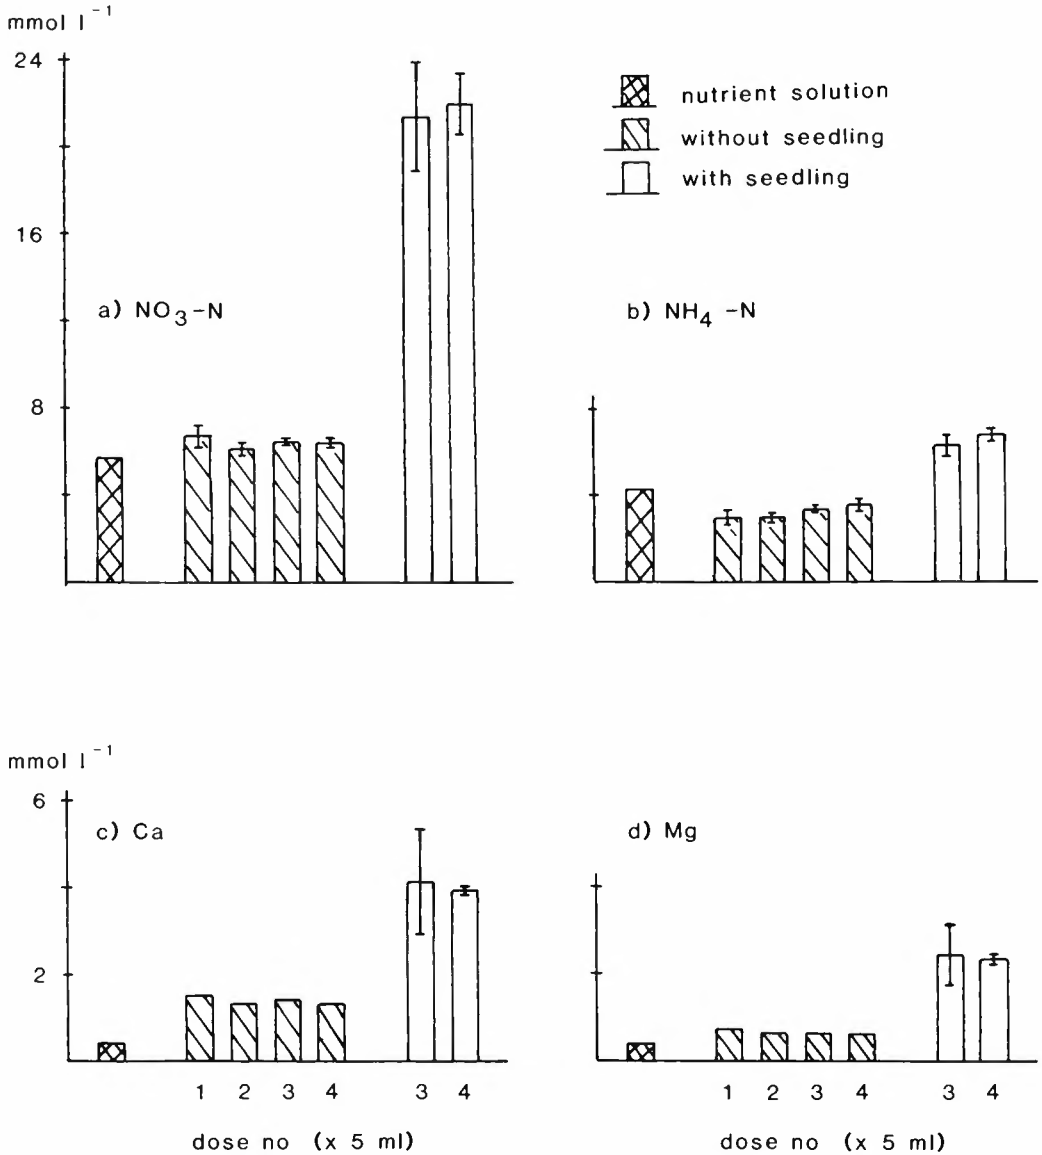 mmol l⁻¹
24
16
8
nutrient solution
without seedling
with seedling
a) NO₃-N
b) NH₄ -N
mmol l⁻¹
6
2
c) Ca
d) Mg
1 2 3 4 3 4
1 2 3 4 3 4
dose no (x 5 ml)
dose no (x 5 ml)